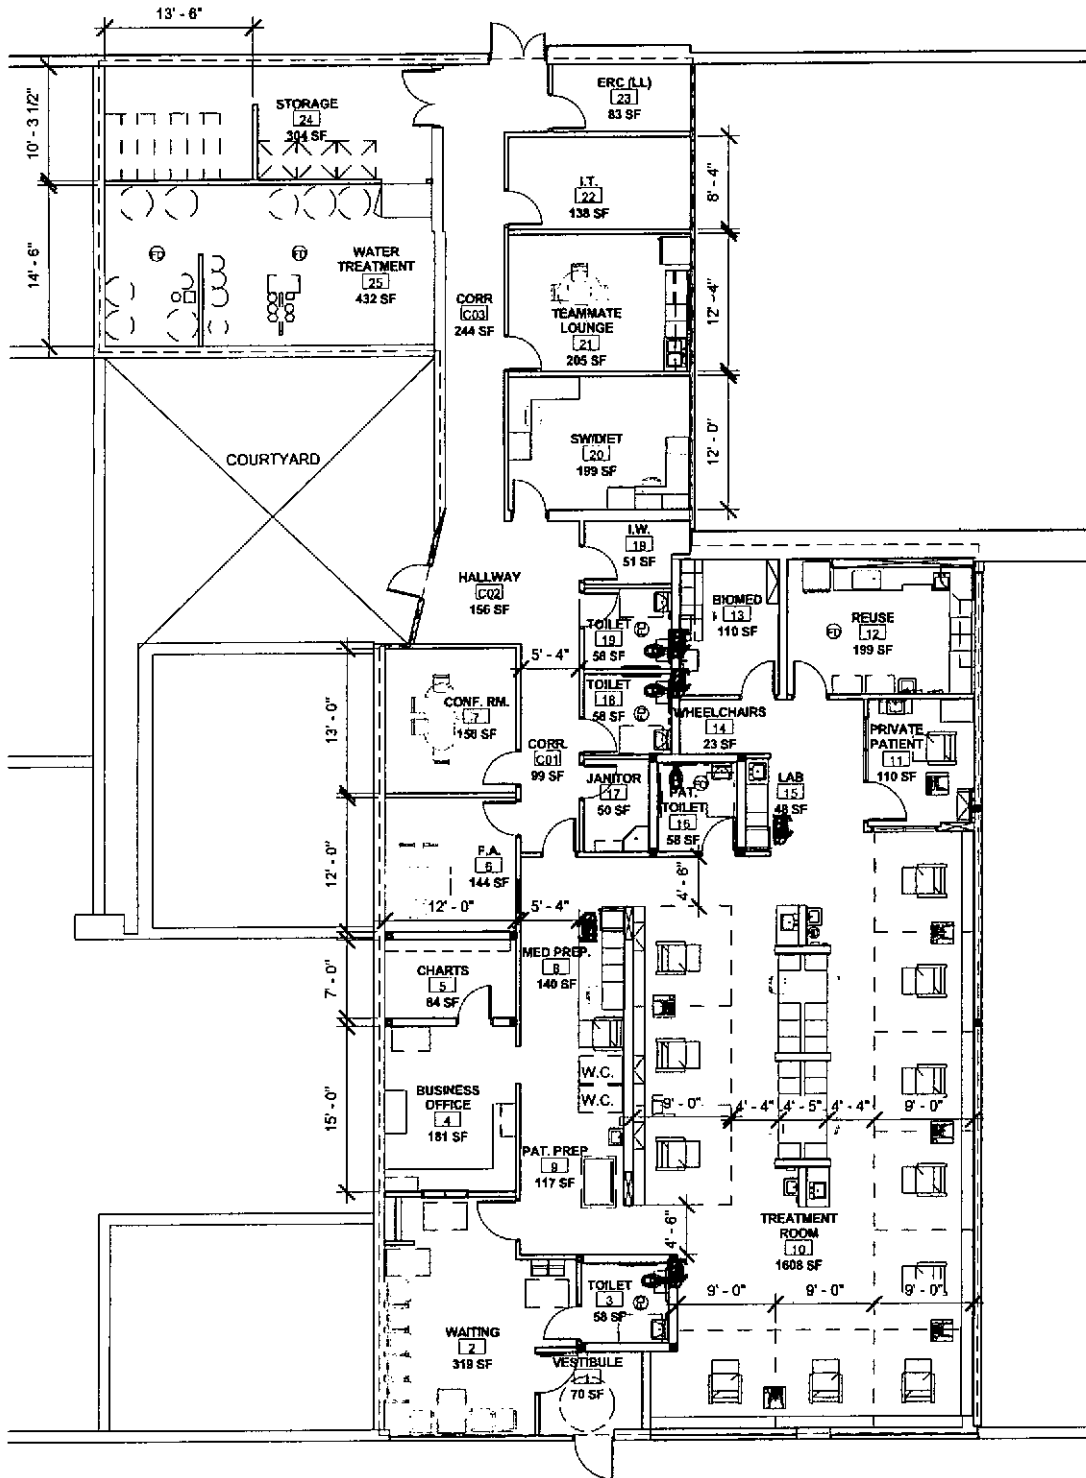 13' - 6"
10' - 3 1/2"
STORAGE
24
304 SF
ERC (LL)
23
83 SF
I.T.
22
138 SF
8' - 4"
14' - 6"
FD
FD
WATER
TREATMENT
25
432 SF
CORR
C03
244 SF
TEAMMATE
LOUNGE
21
205 SF
12' - 4"
COURTYARD
SW/DIET
20
199 SF
12' - 0"
I.W.
19
51 SF
HALLWAY
C02
156 SF
BIOMED
13
110 SF
REUSE
12
199 SF
FD
TOILET
19
58 SF
5' - 4"
TOILET
18
58 SF
13' - 0"
CONF. RM.
7
158 SF
CORR.
C01
99 SF
WHEELCHAIRS
14
23 SF
PRIVATE
PATIENT
11
110 SF
JANITOR
17
50 SF
PAT.
TOILET
16
58 SF
LAB
15
48 SF
12' - 0"
F.A.
6
144 SF
12' - 0"
5' - 4"
4' - 6"
7' - 0"
CHARTS
5
84 SF
MED PREP.
8
140 SF
W.C.
W.C.
15' - 0"
BUSINESS
OFFICE
4
181 SF
9' - 0"
4' - 4"
4' - 5"
4' - 4"
9' - 0"
PAT. PREP
9
117 SF
4' - 6"
TREATMENT
ROOM
10
1608 SF
TOILET
3
58 SF
9' - 0"
9' - 0"
9' - 0"
WAITING
2
319 SF
VESTIBULE
1
70 SF